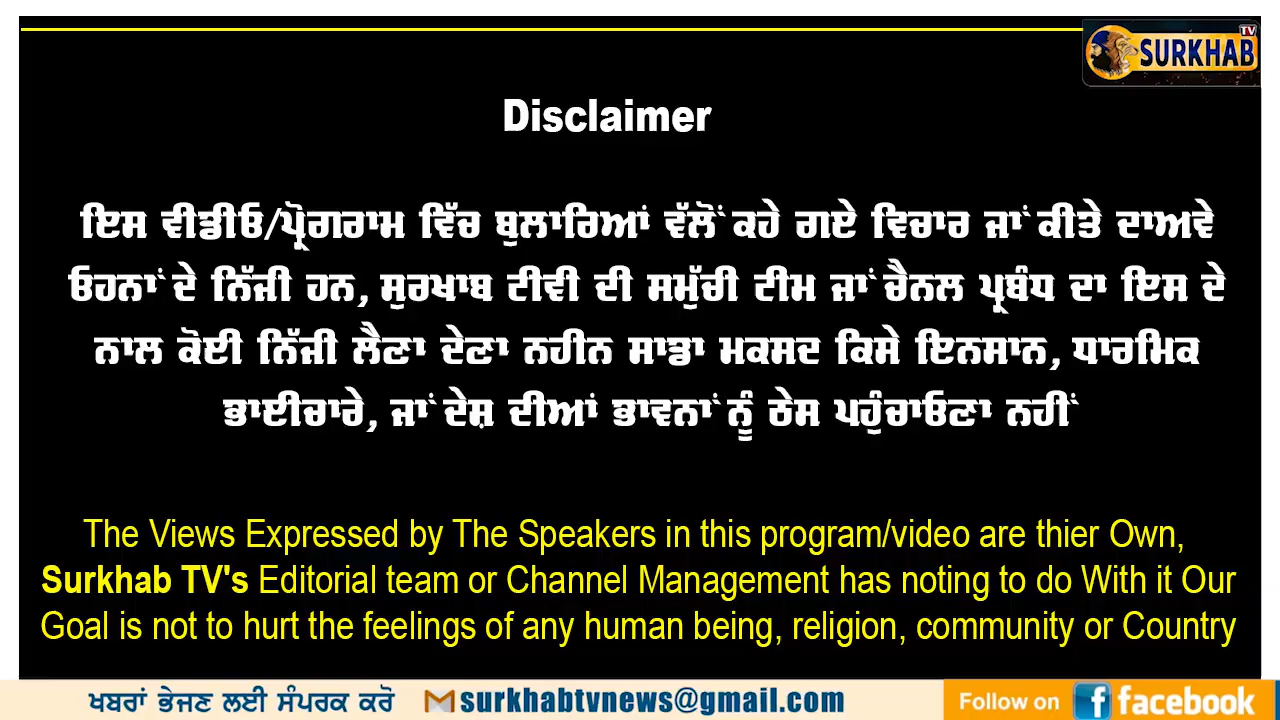 SURKHAB TV
Disclaimer
ਇਸ ਵੀਡੀਓ/ਪ੍ਰੋਗਰਾਮ ਵਿੱਚ ਬੁਲਾਰਿਆਂ ਵੱਲੋਂ ਕਹੇ ਗਏ ਵਿਚਾਰ ਜਾਂ ਕੀਤੇ ਦਾਅਵੇ
ਓਹਨਾਂ ਦੇ ਨਿੱਜੀ ਹਨ, ਸੁਰਖਾਬ ਟੀਵੀ ਦੀ ਸਮੁੱਚੀ ਟੀਮ ਜਾਂ ਚੈਨਲ ਪ੍ਰਬੰਧ ਦਾ ਇਸ ਦੇ
ਨਾਲ ਕੋਈ ਨਿੱਜੀ ਲੈਣਾ ਦੇਣਾ ਨਹੀਨ ਸਾਡਾ ਮਕਸਦ ਕਿਸੇ ਇਨਸਾਨ, ਧਾਰਮਿਕ
ਭਾਈਚਾਰੇ, ਜਾਂ ਦੇਸ਼ ਦੀਆਂ ਭਾਵਨਾਂ ਨੂੰ ਠੇਸ ਪਹੁੰਚਾਓਣਾ ਨਹੀਂ
The Views Expressed by The Speakers in this program/video are thier Own,
Surkhab TV's Editorial team or Channel Management has noting to do With it Our
Goal is not to hurt the feelings of any human being, religion, community or Country
ਖਬਰਾਂ ਭੇਜਣ ਲਈ ਸੰਪਰਕ ਕਰੋ surkhabtvnews@gmail.com Follow on facebook